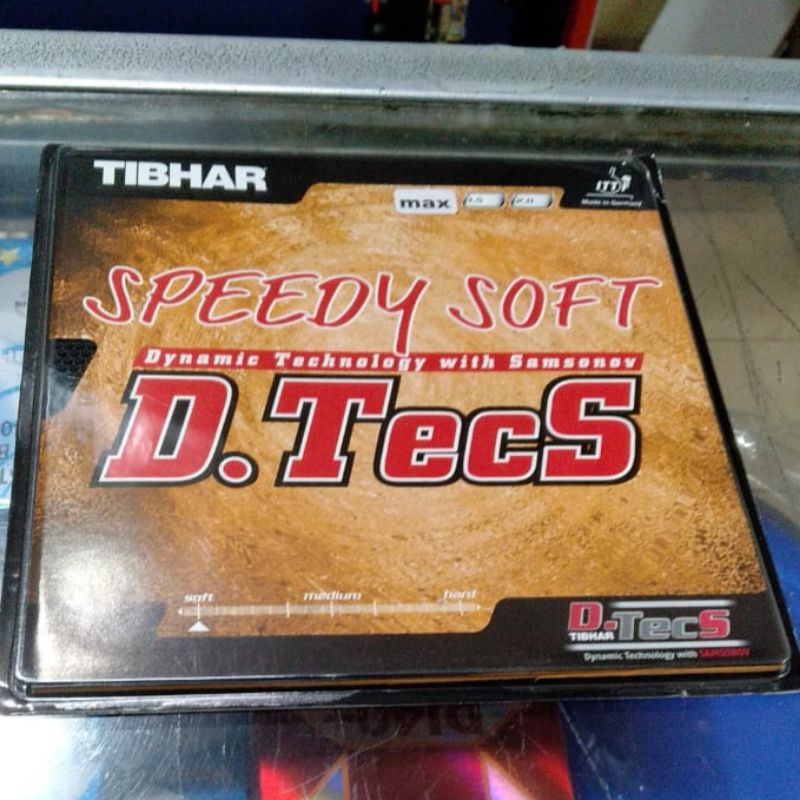 TIBHAR
max 1.5 2.0
ITTF
Made in Germany
SPEEDY SOFT
Dynamic Technology with Samsonov
D.TecS
soft medium hard
D.TecS
TIBHAR
Dynamic Technology with SAMSONOV